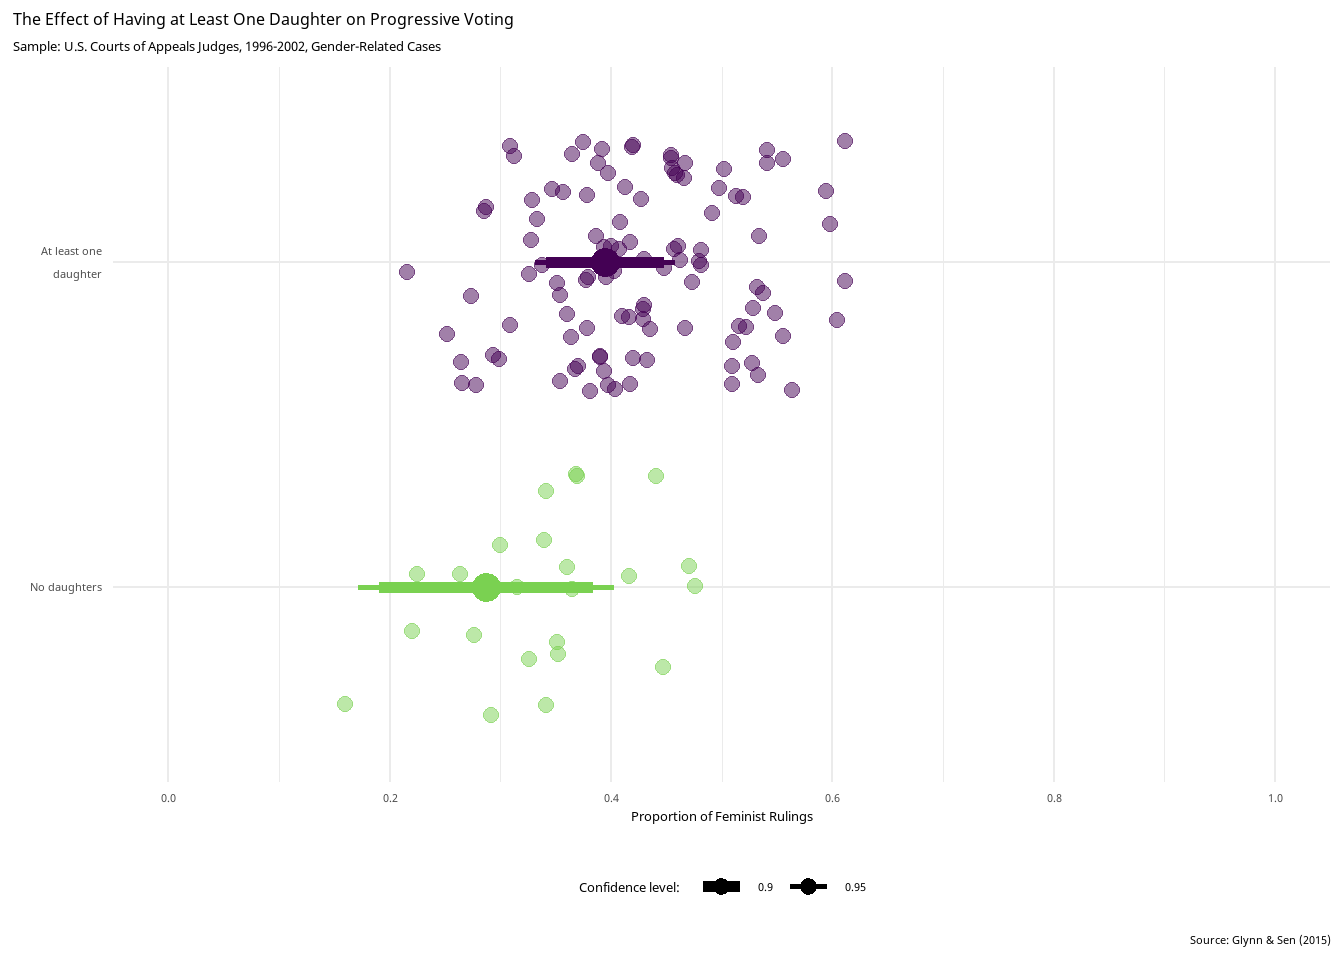 The Effect of Having at Least One Daughter on Progressive Voting
Sample: U.S. Courts of Appeals Judges, 1996-2002, Gender-Related Cases
At least one
daughter
No daughters
0.0 0.2 0.4 0.6 0.8 1.0
Proportion of Feminist Rulings
Confidence level: 0.9 0.95
Source: Glynn & Sen (2015)